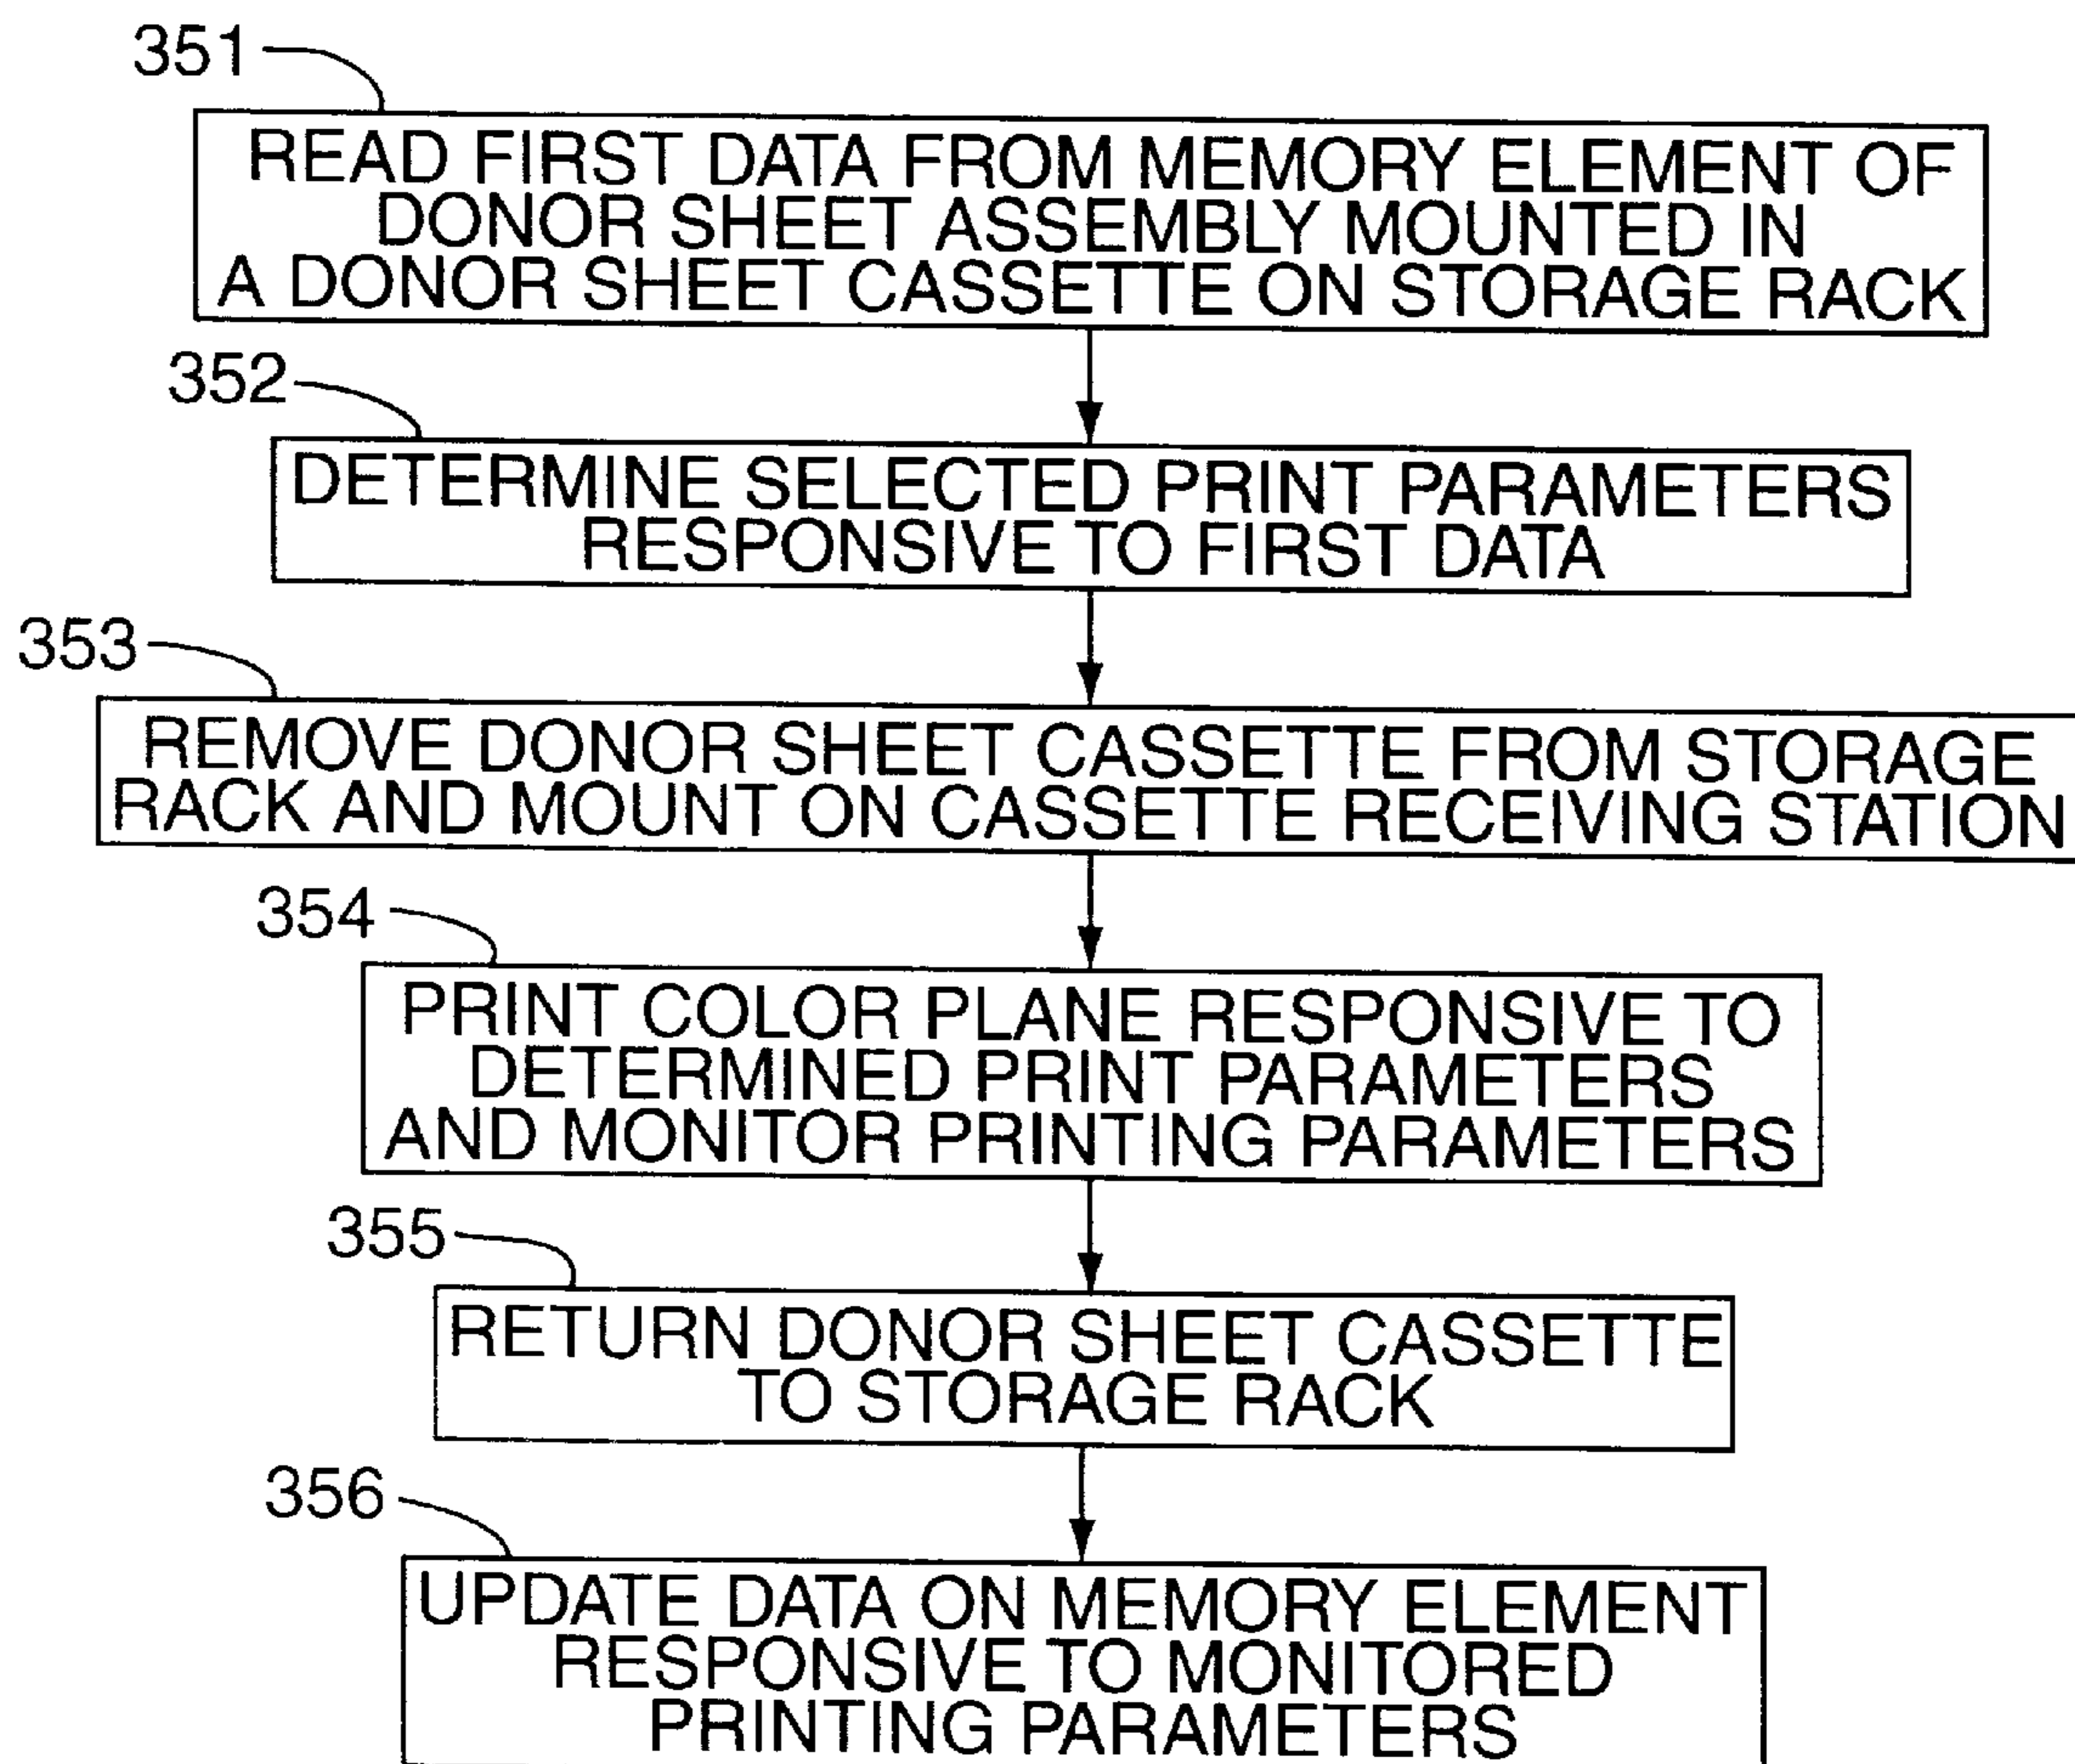 351
READ FIRST DATA FROM MEMORY ELEMENT OF
DONOR SHEET ASSEMBLY MOUNTED IN
A DONOR SHEET CASSETTE ON STORAGE RACK
352
DETERMINE SELECTED PRINT PARAMETERS
RESPONSIVE TO FIRST DATA
353
REMOVE DONOR SHEET CASSETTE FROM STORAGE
RACK AND MOUNT ON CASSETTE RECEIVING STATION
354
PRINT COLOR PLANE RESPONSIVE TO
DETERMINED PRINT PARAMETERS
AND MONITOR PRINTING PARAMETERS
355
RETURN DONOR SHEET CASSETTE
TO STORAGE RACK
356
UPDATE DATA ON MEMORY ELEMENT
RESPONSIVE TO MONITORED
PRINTING PARAMETERS